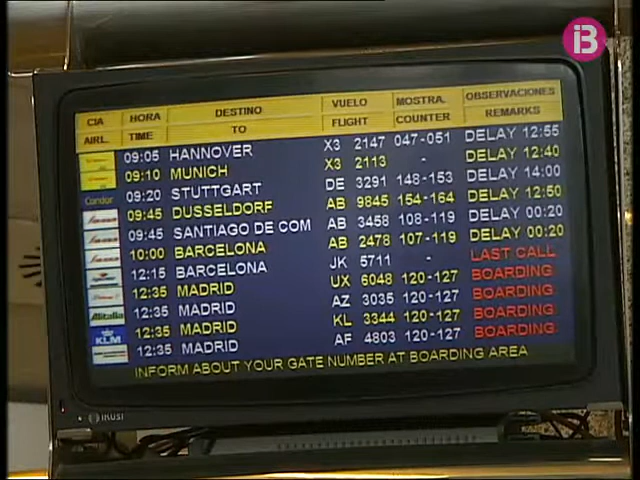 iB
CIA HORA DESTINO VUELO MOSTRA. OBSERVACIONES
AIRL. TIME TO FLIGHT COUNTER REMARKS
09:05 HANNOVER X3 2147 047-051 DELAY 12:55
09:10 MUNICH X3 2113 - DELAY 12:40
Condor 09:20 STUTTGART DE 3291 148-153 DELAY 14:00
09:45 DUSSELDORF AB 9845 154-164 DELAY 12:50
09:45 SANTIAGO DE COM AB 3458 108-119 DELAY 00:20
10:00 BARCELONA AB 2478 107-119 DELAY 00:20
12:15 BARCELONA JK 5711 - LAST CALL
12:35 MADRID UX 6048 120-127 BOARDING
Alitalia 12:35 MADRID AZ 3035 120-127 BOARDING
KLM 12:35 MADRID KL 3344 120-127 BOARDING
12:35 MADRID AF 4803 120-127 BOARDING
INFORM ABOUT YOUR GATE NUMBER AT BOARDING AREA
IKUSI